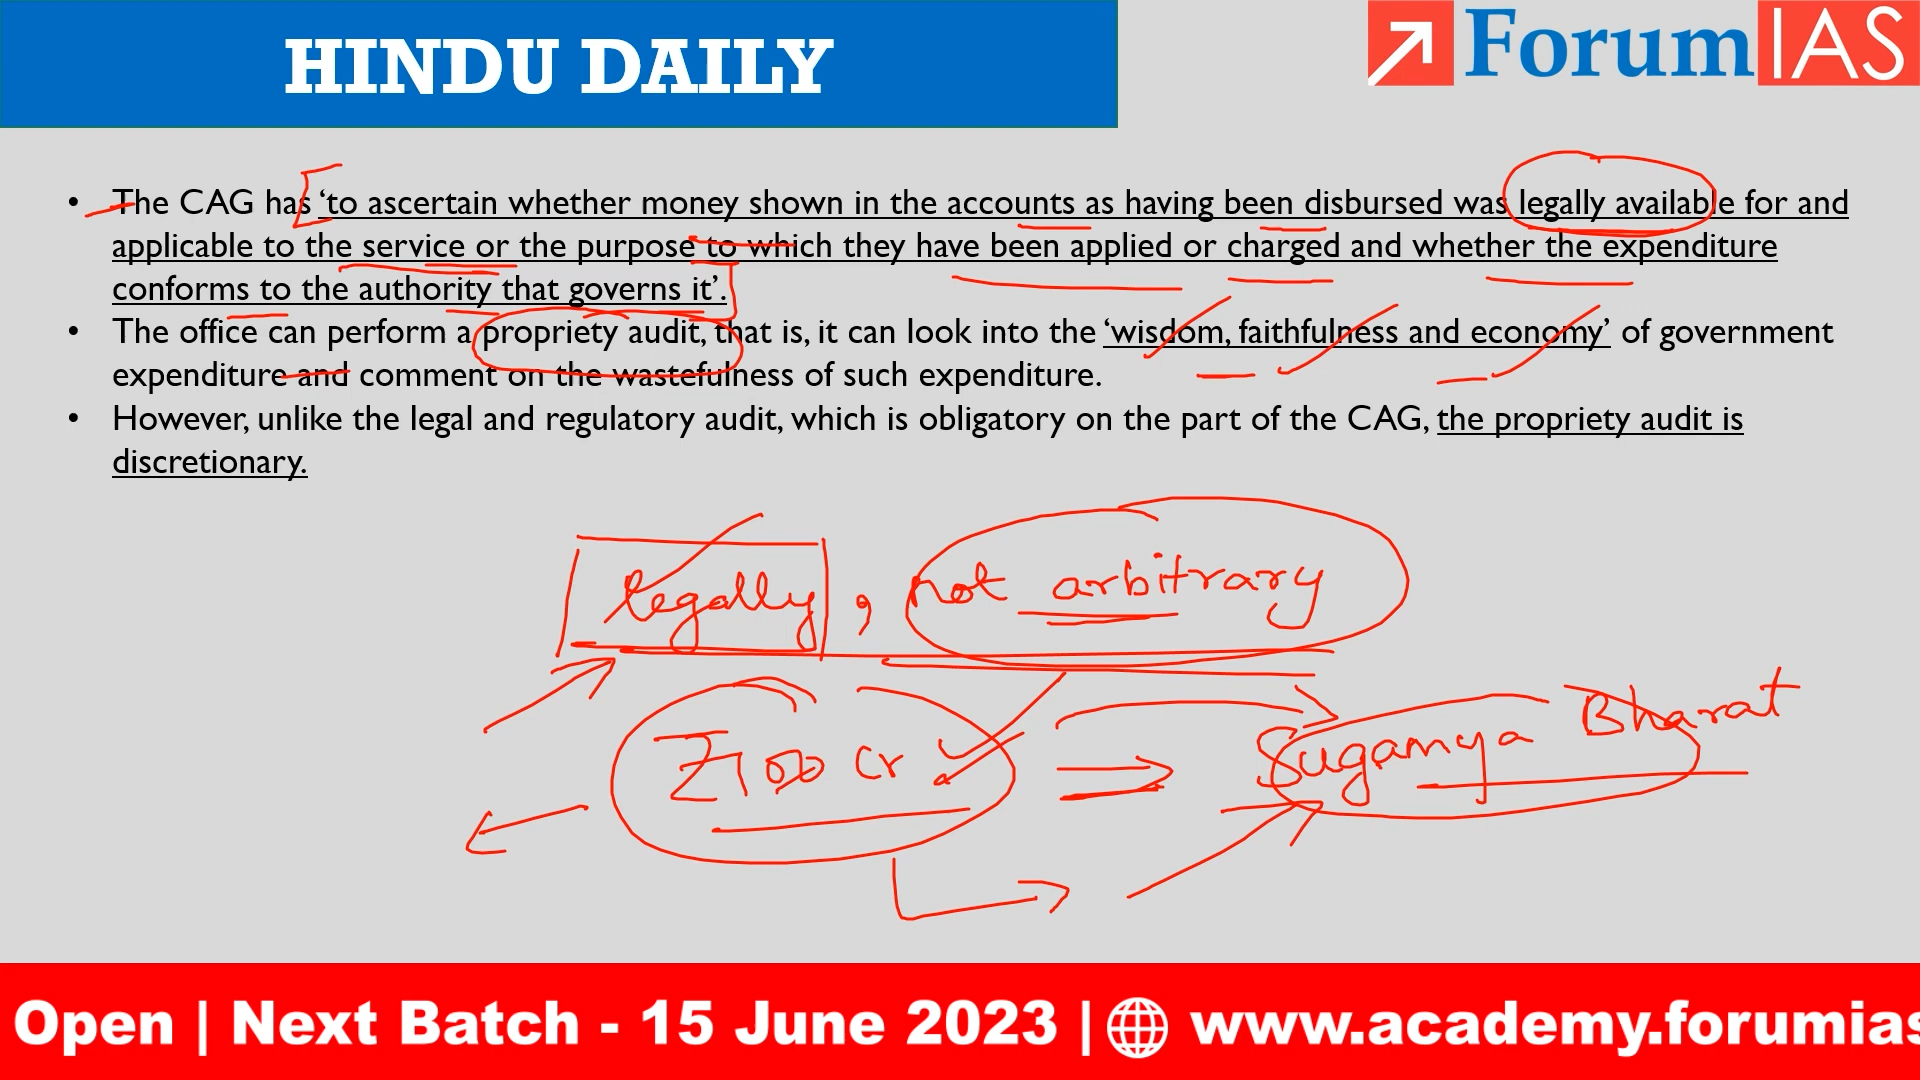 HINDU DAILY
Forum IAS
• The CAG has ‘to ascertain whether money shown in the accounts as having been disbursed was legally available for and
applicable to the service or the purpose to which they have been applied or charged and whether the expenditure
conforms to the authority that governs it’.
• The office can perform a propriety audit, that is, it can look into the ‘wisdom, faithfulness and economy’ of government
expenditure and comment on the wastefulness of such expenditure.
• However, unlike the legal and regulatory audit, which is obligatory on the part of the CAG, the propriety audit is
discretionary.
legally, not arbitrary
₹100 Cr
Sugamya Bharat
Open | Next Batch - 15 June 2023 | www.academy.forumias